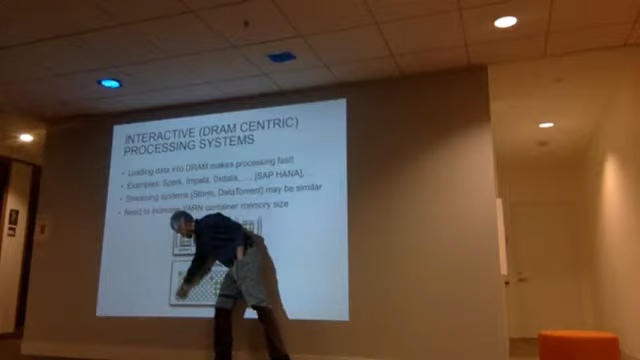 INTERACTIVE (DRAM CENTRIC)
PROCESSING SYSTEMS
• Loading data into DRAM makes processing fast!
• Examples: Spark, Impala, 0xdata, … [SAP HANA],
• Streaming systems (Storm, DataTorrent) may be similar
• Need to increase YARN container memory size